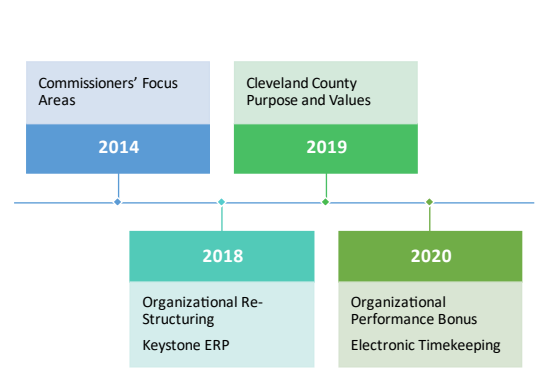 Commissioners’ Focus
Areas
2014
Cleveland County
Purpose and Values
2019
2018
Organizational Re-
Structuring
Keystone ERP
2020
Organizational
Performance Bonus
Electronic Timekeeping